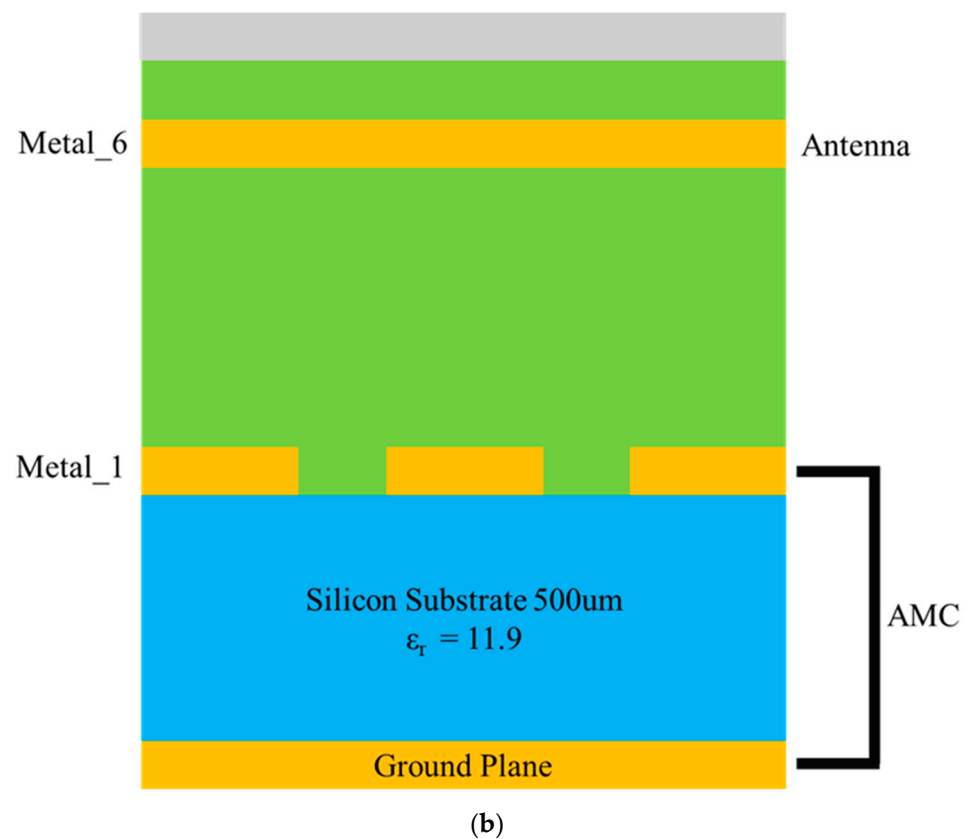 Metal_6
Antenna
Metal_1
Silicon Substrate 500um
εr = 11.9
AMC
Ground Plane
(b)